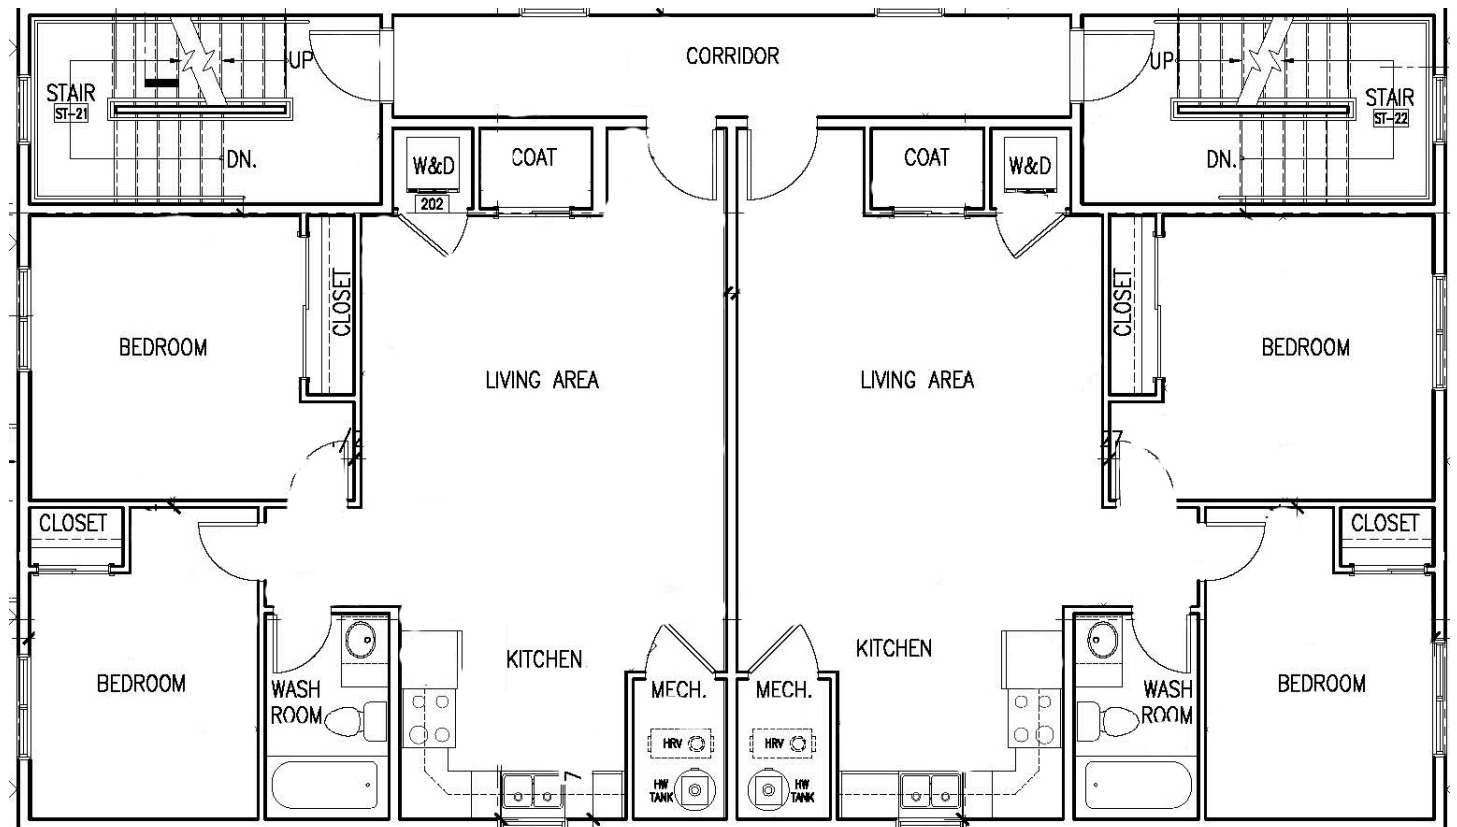 CORRIDOR
UP
UP
STAIR
ST-21
STAIR
ST-22
DN.
W&D
COAT
COAT
W&D
DN.
202
CLOSET
CLOSET
BEDROOM
LIVING AREA
LIVING AREA
BEDROOM
CLOSET
CLOSET
KITCHEN
KITCHEN
BEDROOM
WASH
ROOM
MECH.
MECH.
WASH
ROOM
BEDROOM
HRV
HRV
HW
TANK
HW
TANK